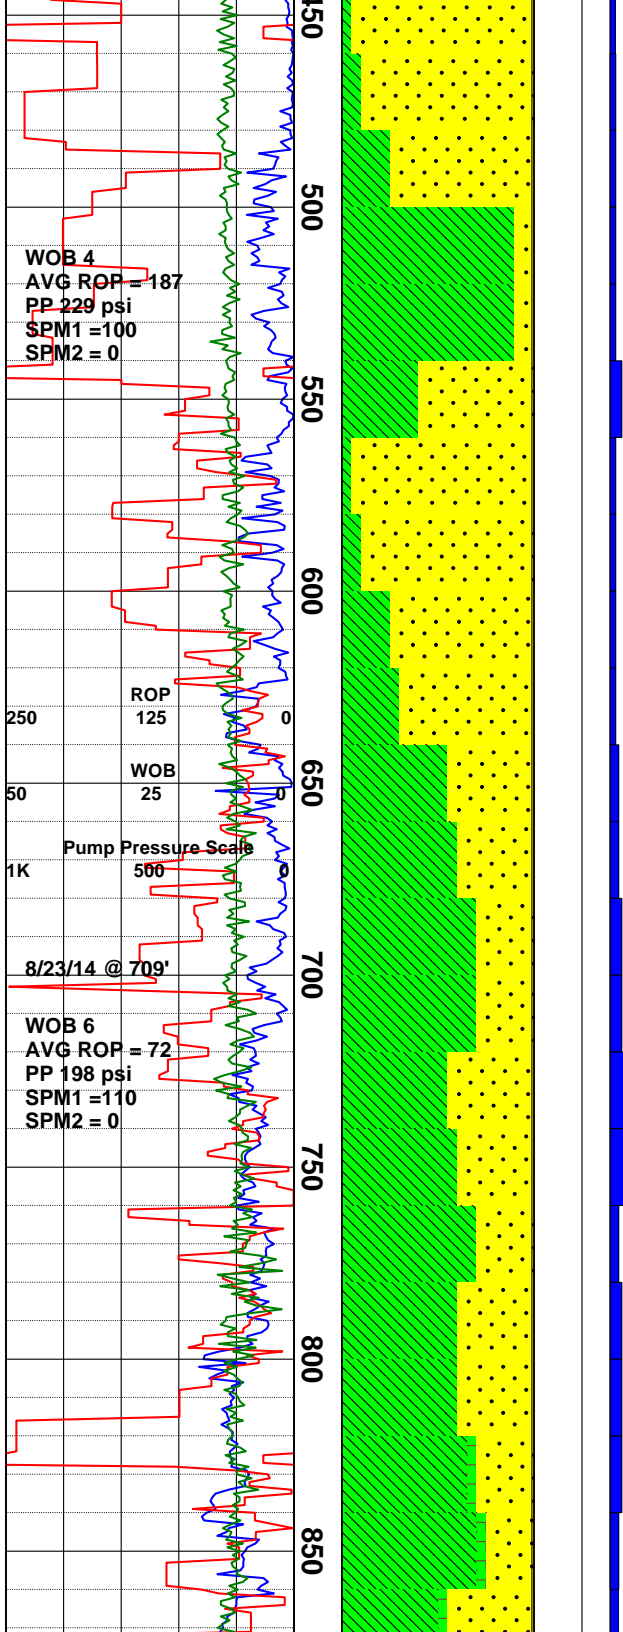 450
500
WOB 4
AVG ROP = 187
PP 229 psi
SPM1 =100
SPM2 = 0
550
600
ROP
250 125 0
WOB
50 25 0
650
Pump Pressure Scale
1K 500 0
8/23/14 @ 709'
700
WOB 6
AVG ROP = 72
PP 198 psi
SPM1 =110
SPM2 = 0
750
800
850